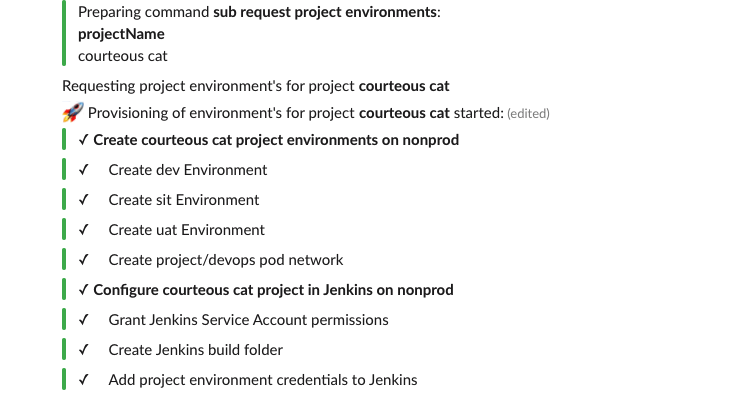 Preparing command sub request project environments:
projectName
courteous cat
Requesting project environment's for project courteous cat
🚀 Provisioning of environment's for project courteous cat started: (edited)
✓ Create courteous cat project environments on nonprod
✓ Create dev Environment
✓ Create sit Environment
✓ Create uat Environment
✓ Create project/devops pod network
✓ Configure courteous cat project in Jenkins on nonprod
✓ Grant Jenkins Service Account permissions
✓ Create Jenkins build folder
✓ Add project environment credentials to Jenkins